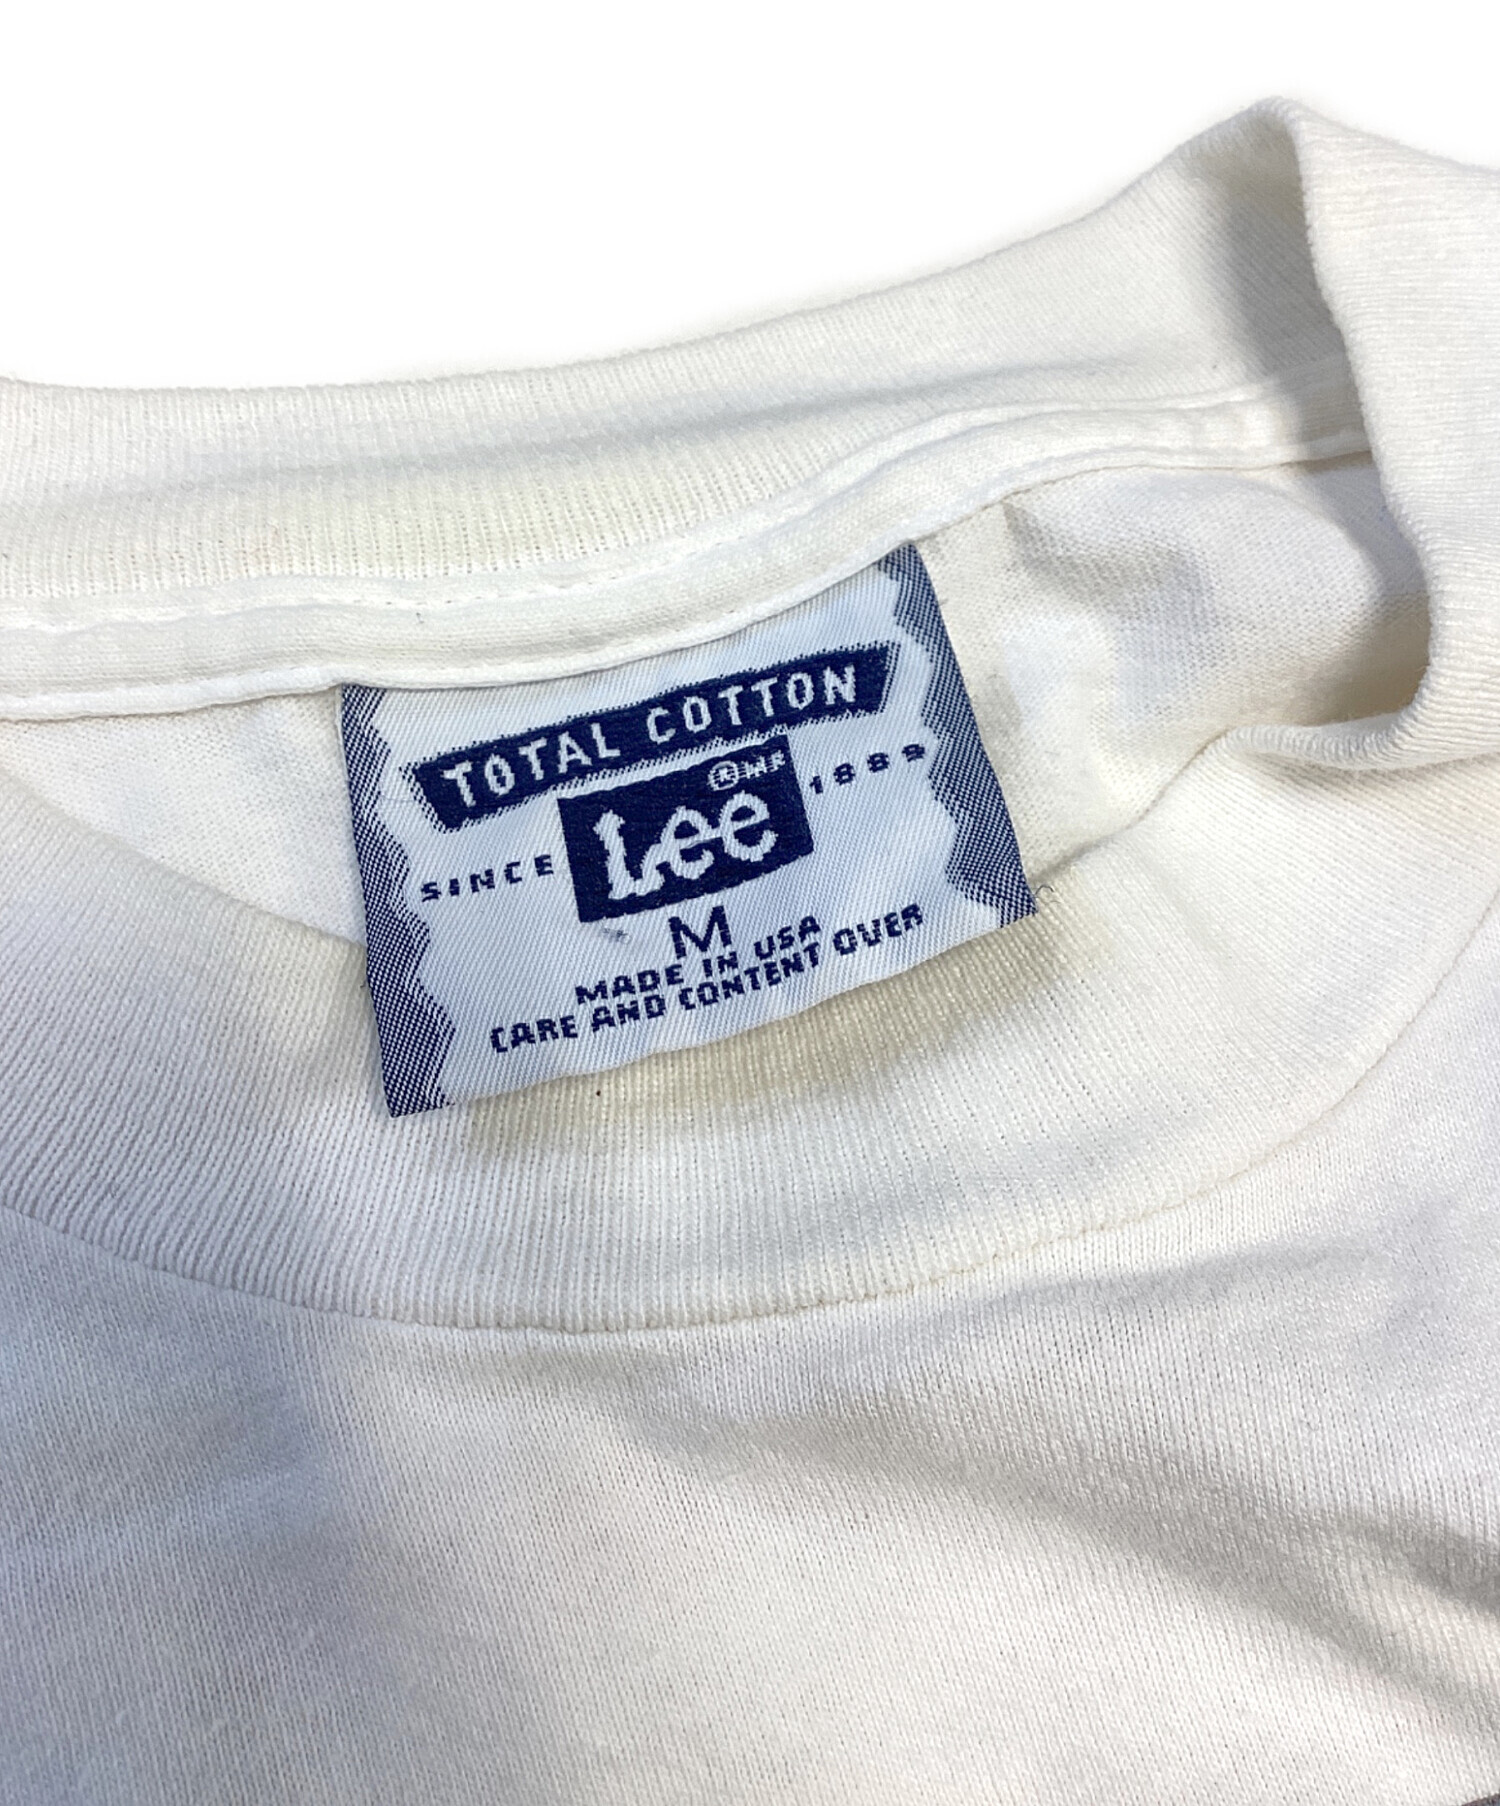 TOTAL COTTON
®MR
SINCE Lee 1889
M
MADE IN USA
CARE AND CONTENT OVER